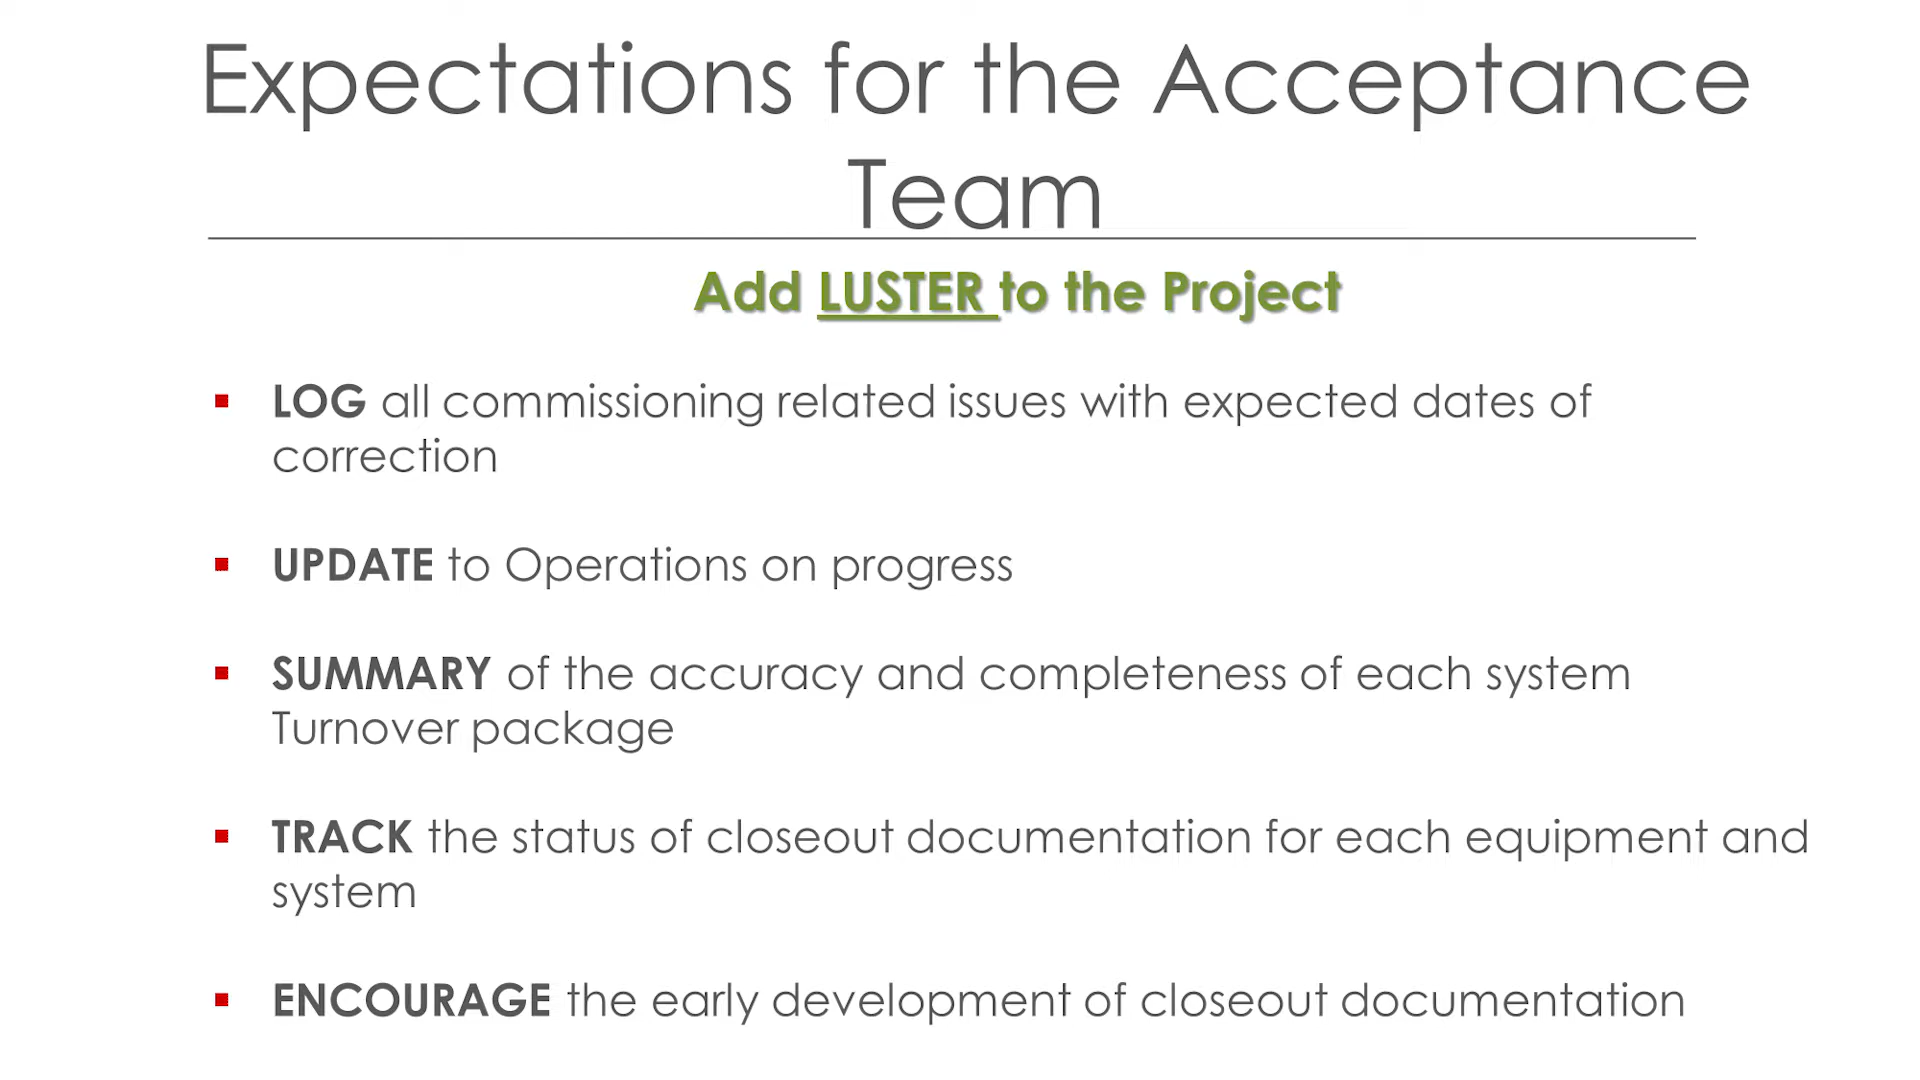 Expectations for the Acceptance
Team
Add LUSTER to the Project
▪ LOG all commissioning related issues with expected dates of
correction
▪ UPDATE to Operations on progress
▪ SUMMARY of the accuracy and completeness of each system
Turnover package
▪ TRACK the status of closeout documentation for each equipment and
system
▪ ENCOURAGE the early development of closeout documentation